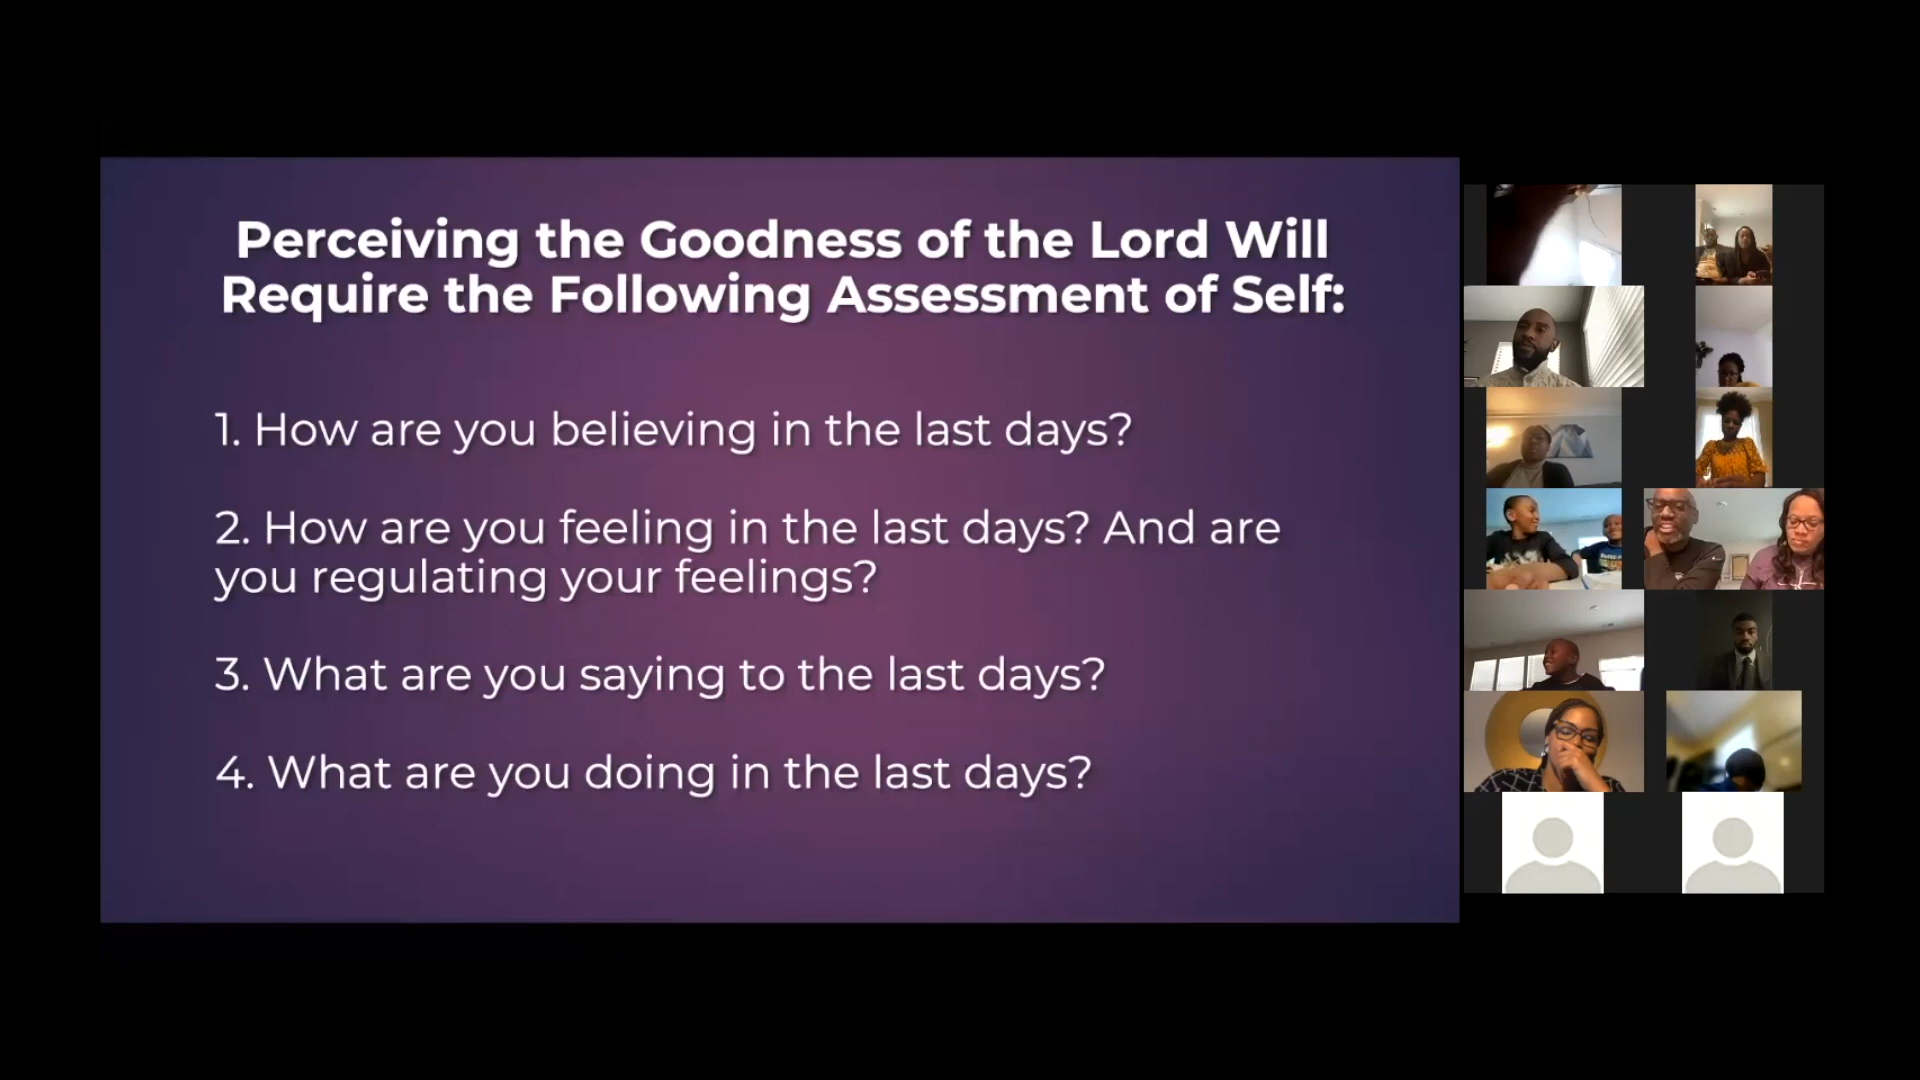 Perceiving the Goodness of the Lord Will
Require the Following Assessment of Self:
1. How are you believing in the last days?
2. How are you feeling in the last days? And are
you regulating your feelings?
3. What are you saying to the last days?
4. What are you doing in the last days?